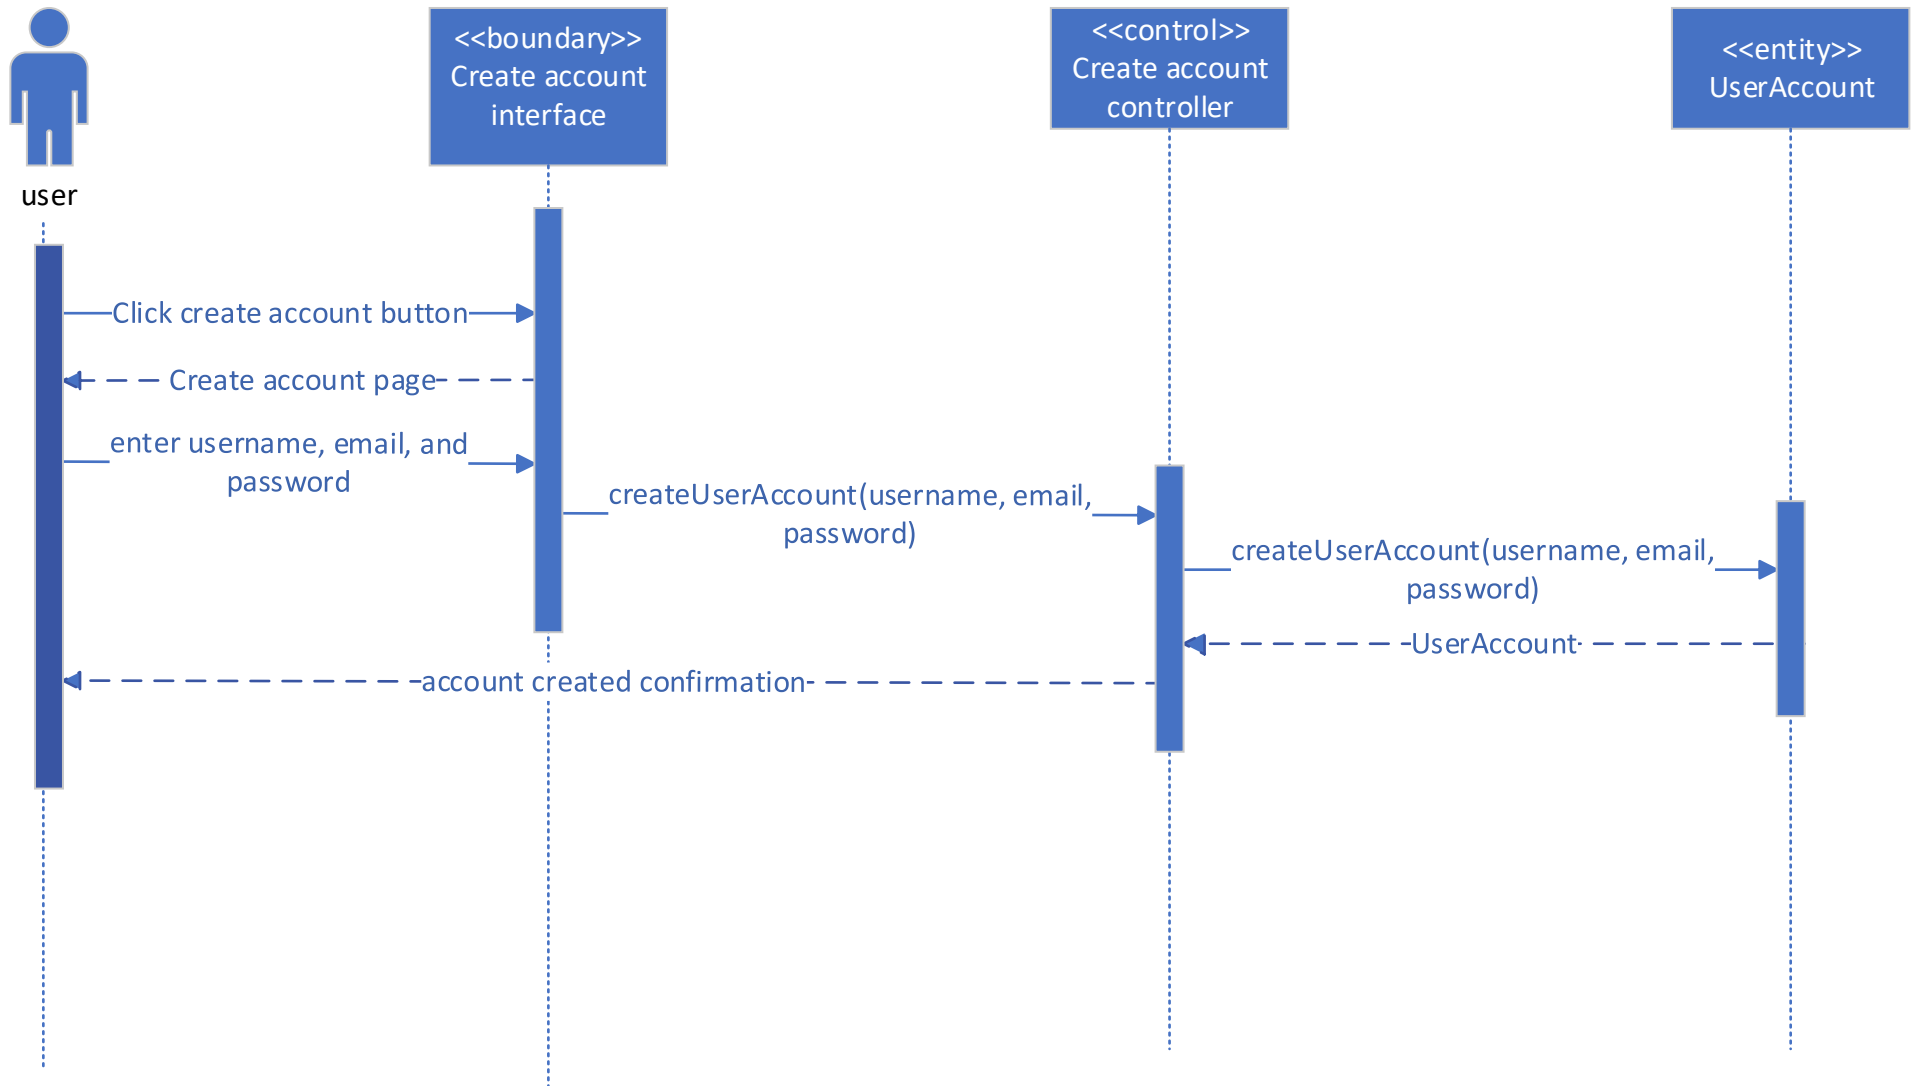 <<boundary>>
Create account
interface
<<control>>
Create account
controller
<<entity>>
UserAccount
user
Click create account button
Create account page
enter username, email, and
password
createUserAccount(username, email,
password)
createUserAccount(username, email,
password)
UserAccount
account created confirmation